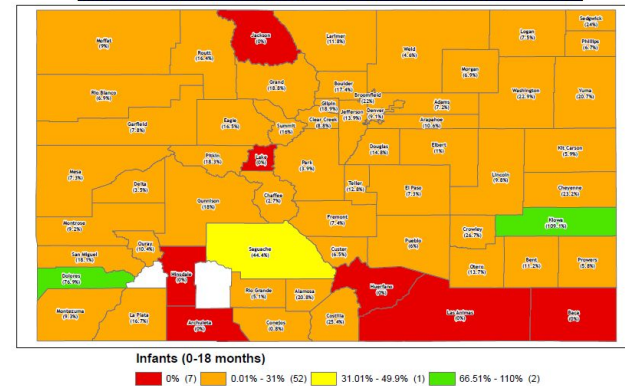 Moffat
(9%)
Routt
(16.4%)
Jackson
(0%)
Larimer
(11.8%)
Weld
(4.6%)
Logan
(7.5%)
Sedgwick
(24%)
Phillips
(6.7%)
Morgan
(6.9%)
Grand
(18.8%)
Boulder
(17.4%)
Broomfield
(22%)
Rio Blanco
(6.9%)
Washington
(23.9%)
Yuma
(20.7%)
Gilpin
(18.9%)
Adams
(7.2%)
Garfield
(7.8%)
Eagle
(16.5%)
Summit
(16%)
Clear Creek
(8.8%)
Jefferson
(13.9%)
Denver
(9.1%)
Arapahoe
(10.6%)
Pitkin
(18.3%)
Lake
(0%)
Park
(3.9%)
Douglas
(14.8%)
Elbert
(1%)
Kit Carson
(5.9%)
Mesa
(7.3%)
Lincoln
(9.8%)
Delta
(3.5%)
Gunnison
(18%)
Chaffee
(2.7%)
Teller
(12.8%)
El Paso
(7.3%)
Cheyenne
(23.2%)
Montrose
(9.2%)
Fremont
(7.4%)
Crowley
(26.7%)
Kiowa
(109.1%)
Ouray
(10.4%)
Saguache
(44.4%)
Custer
(6.5%)
Pueblo
(6%)
San Miguel
(18.1%)
Otero
(13.7%)
Bent
(11.2%)
Prowers
(5.8%)
Dolores
(76.9%)
Hinsdale
(0%)
Rio Grande
(5.1%)
Alamosa
(20.8%)
Huerfano
(0%)
Montezuma
(9.3%)
La Plata
(16.7%)
Archuleta
(0%)
Conejos
(0.8%)
Costilla
(25.4%)
Las Animas
(0%)
Baca
(0%)
Infants (0-18 months)
0% (7) 0.01% - 31% (52) 31.01% - 49.9% (1) 66.51% - 110% (2)